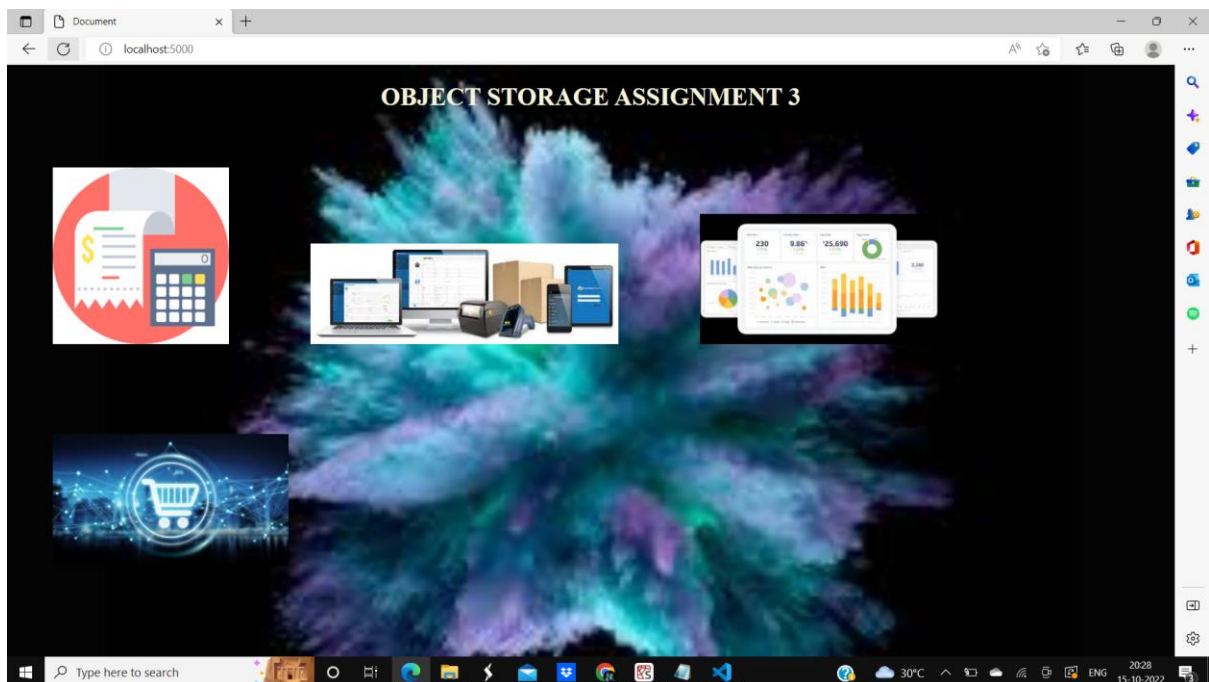 Document
localhost:5000
OBJECT STORAGE ASSIGNMENT 3
$
0
230
9.86
$25,690
Type here to search
30°C
ENG
20:28
15-10-2022